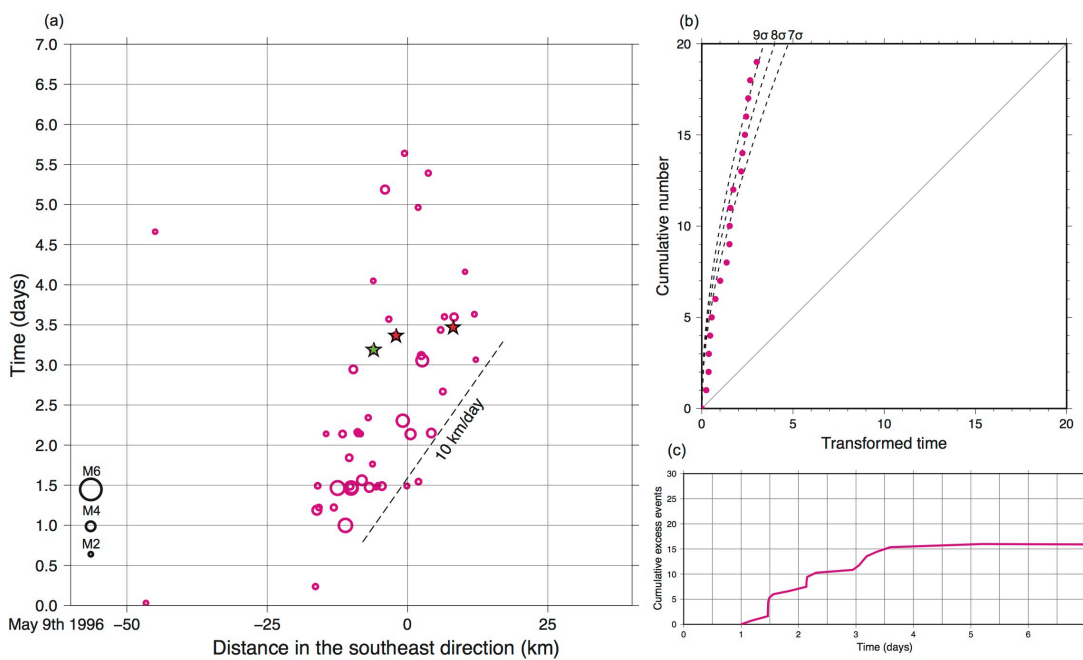 (a)
7.0
6.5
6.0
5.5
5.0
4.5
4.0
3.5
3.0
2.5
2.0
1.5
1.0
0.5
0.0
Time (days)
M6
M4
M2
10 km/day
May 9th 1996
−50
−25
0
25
Distance in the southeast direction (km)
(b)
9σ 8σ 7σ
20
15
10
5
0
Cumulative number
0
5
10
15
20
Transformed time
(c)
30
25
20
15
10
5
0
Cumulative excess events
0
1
2
3
4
5
6
Time (days)